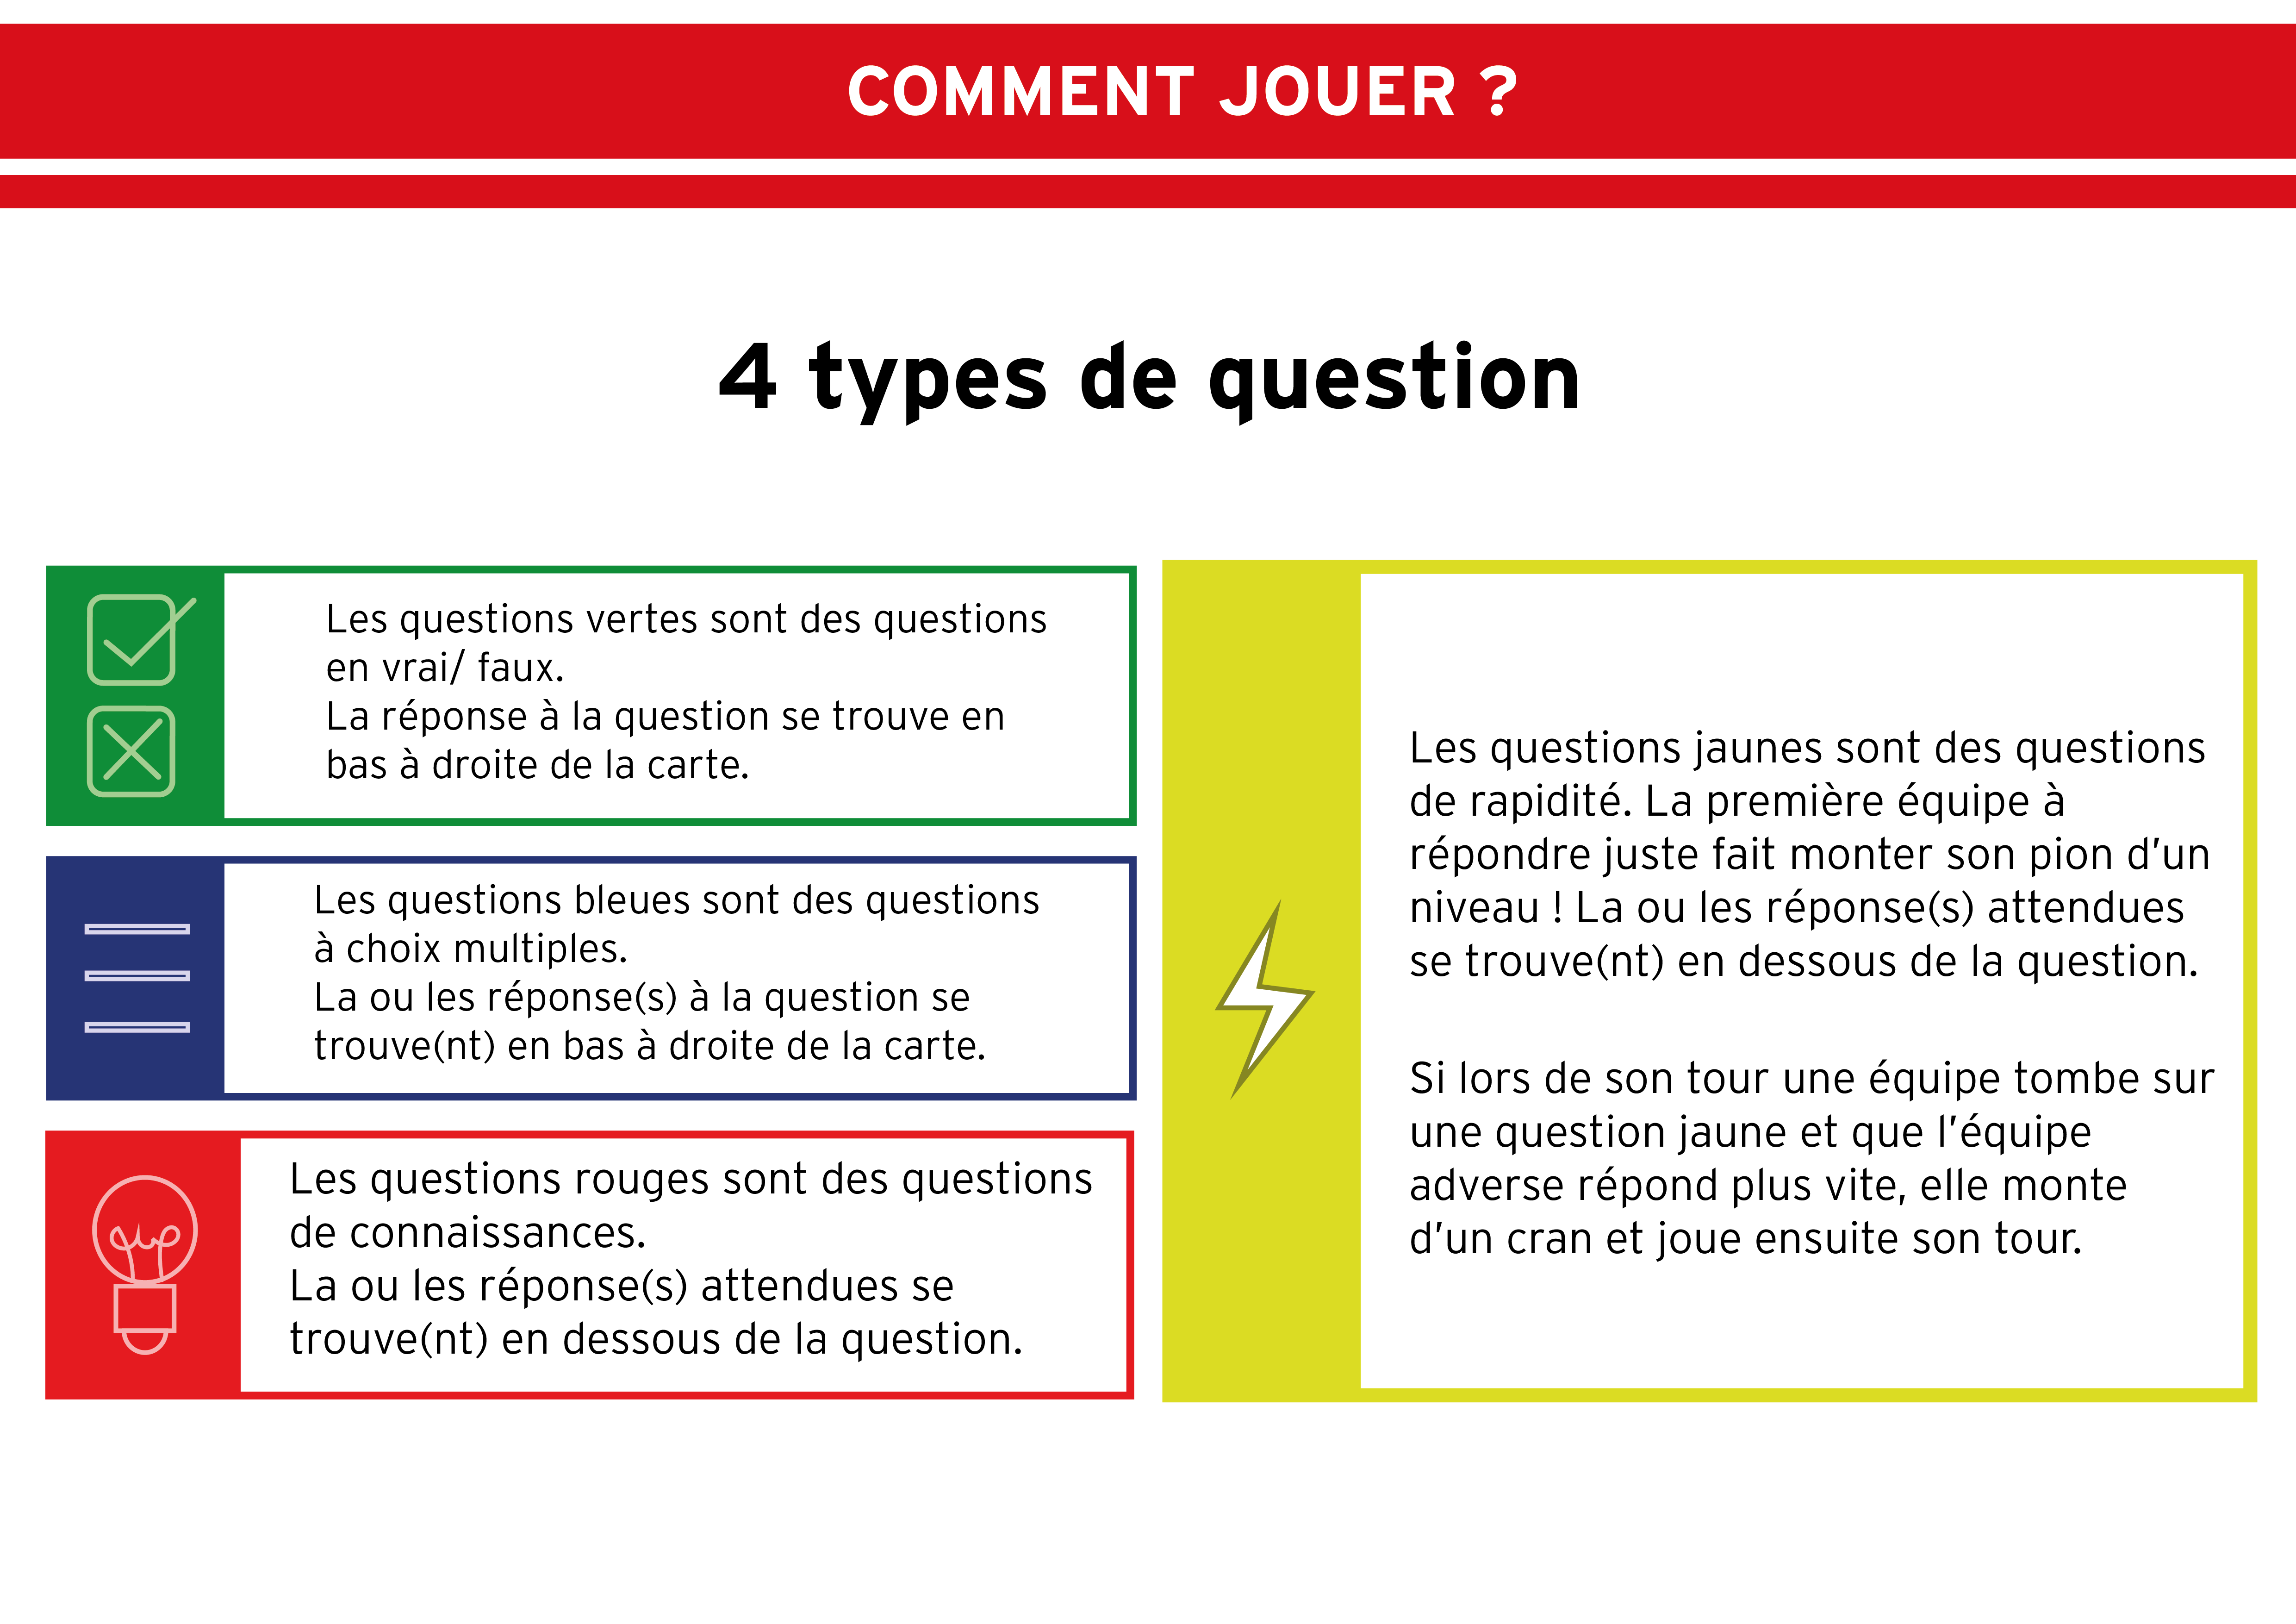 COMMENT JOUER ?
4 types de question
Les questions vertes sont des questions
en vrai/ faux.
La réponse à la question se trouve en
bas à droite de la carte.
Les questions bleues sont des questions
à choix multiples.
La ou les réponse(s) à la question se
trouve(nt) en bas à droite de la carte.
Les questions rouges sont des questions
de connaissances.
La ou les réponse(s) attendues se
trouve(nt) en dessous de la question.
Les questions jaunes sont des questions
de rapidité. La première équipe à
répondre juste fait monter son pion d’un
niveau ! La ou les réponse(s) attendues
se trouve(nt) en dessous de la question.
Si lors de son tour une équipe tombe sur
une question jaune et que l’équipe
adverse répond plus vite, elle monte
d’un cran et joue ensuite son tour.